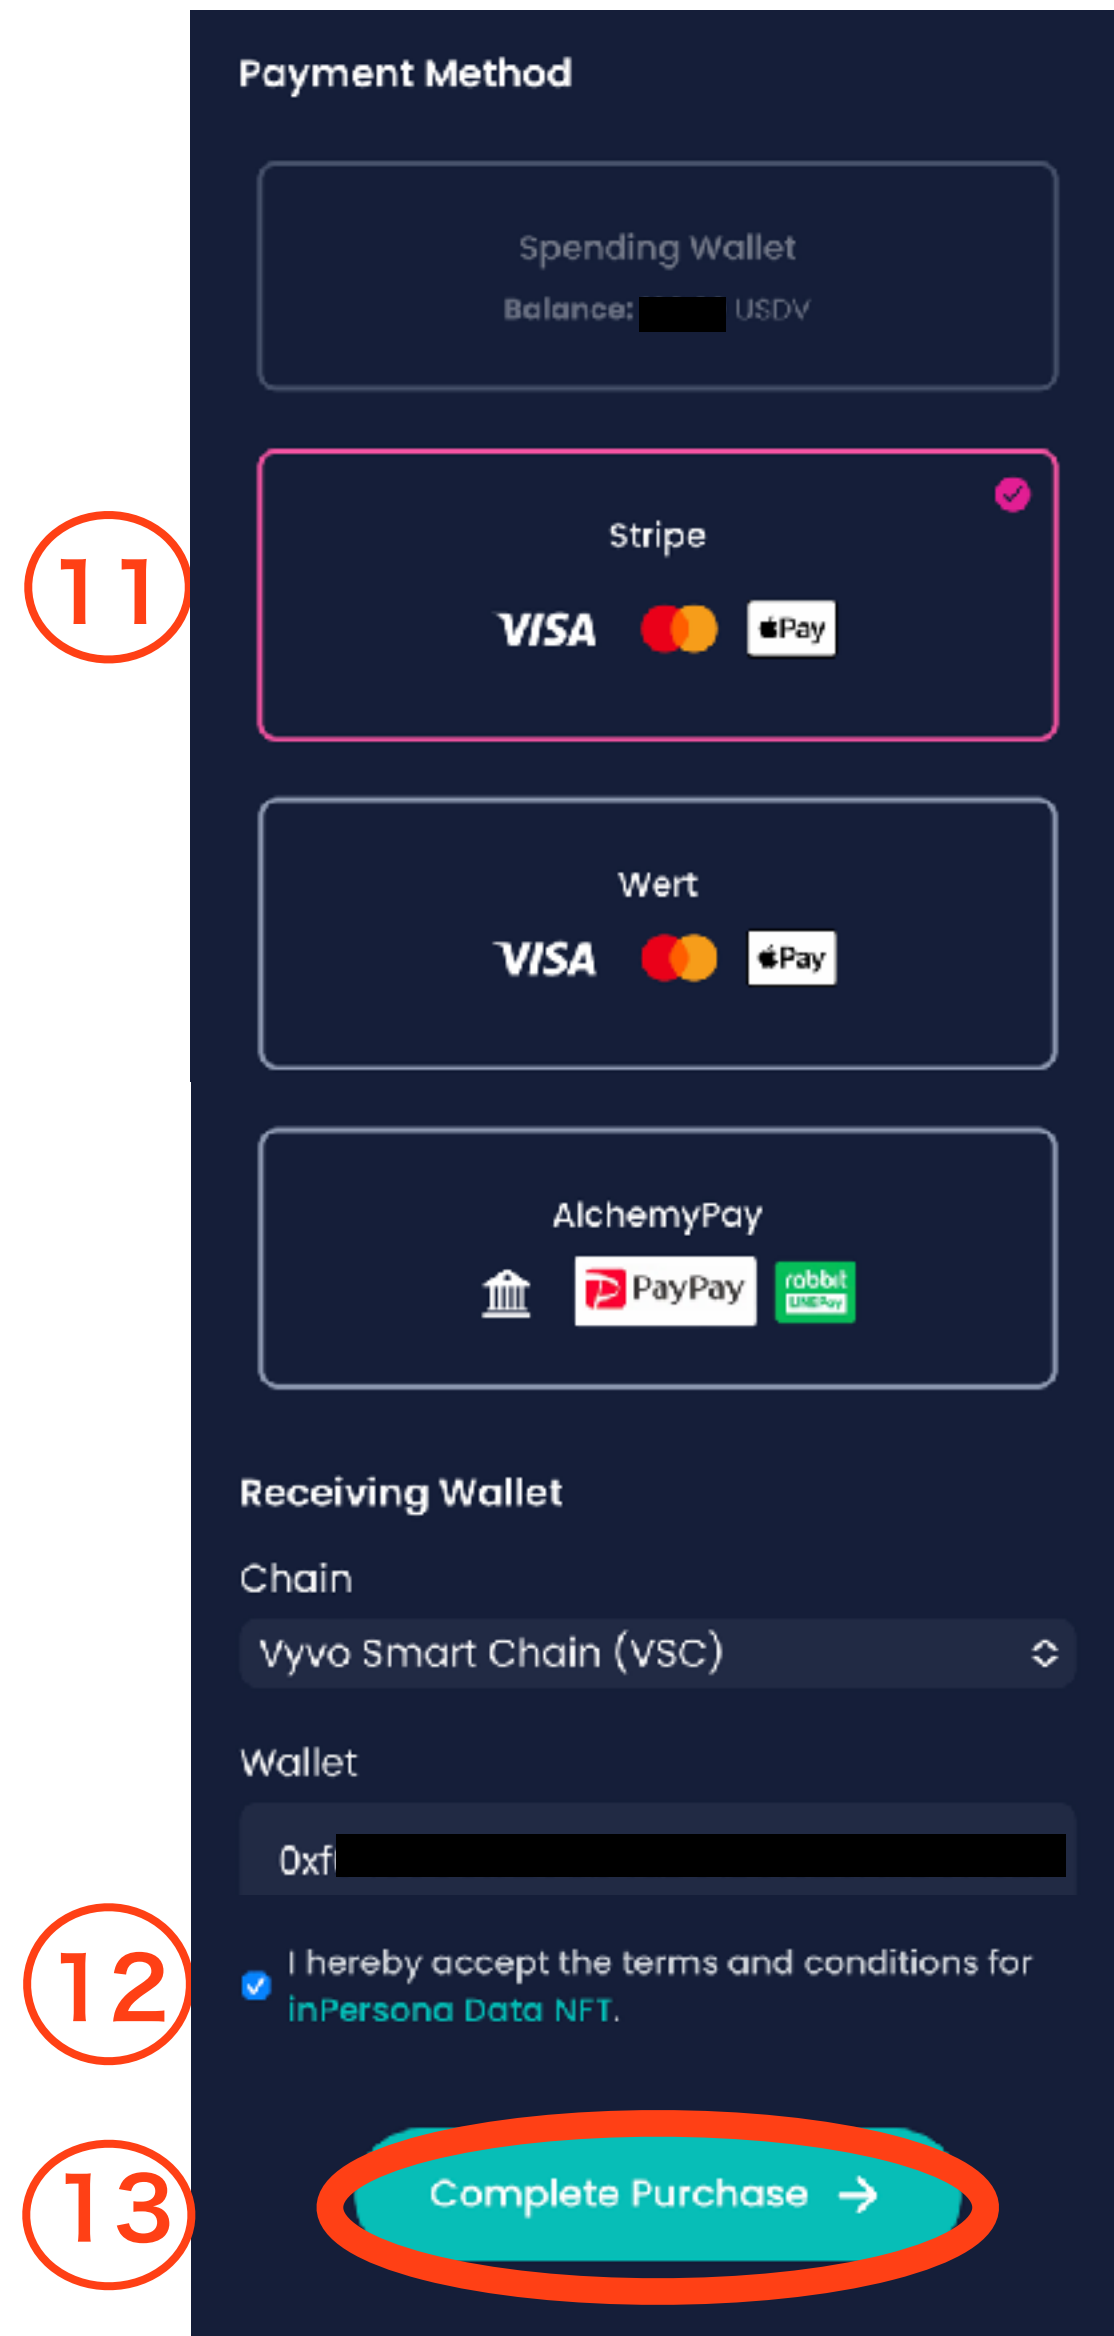 Payment Method
Spending Wallet
Balance: USDV
11
Stripe
VISA Pay
Wert
VISA Pay
AlchemyPay
PayPay rabbit
LINE Pay
Receiving Wallet
Chain
Vyvo Smart Chain (VSC)
Wallet
0xf
12
I hereby accept the terms and conditions for
inPersona Data NFT.
13
Complete Purchase →